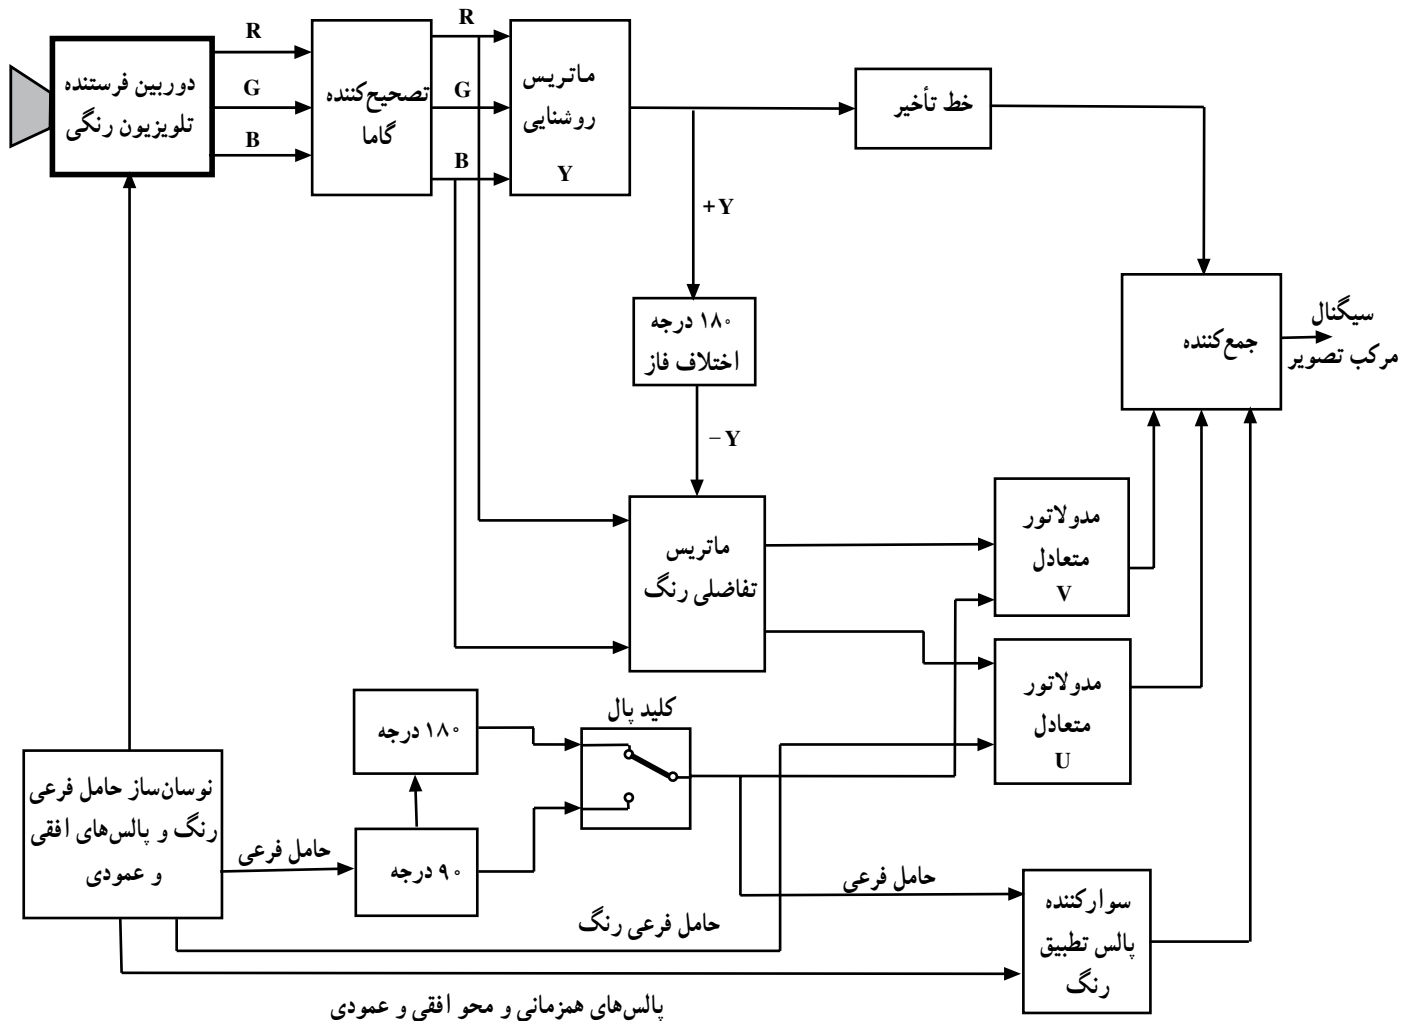 دوربین فرستنده
تلویزیون رنگی
R
G
B
تصحیح‌کننده
گاما
R
G
B
ماتریس
روشنایی
Y
خط تأخیر
+Y
۱۸۰ درجه
اختلاف فاز
−Y
جمع‌کننده
سیگنال
مرکب تصویر
ماتریس
تفاضلی رنگ
مدولاتور
متعادل
V
مدولاتور
متعادل
U
کلید پال
۱۸۰ درجه
۹۰ درجه
نوسان‌ساز حامل فرعی
رنگ و پالس‌های افقی
و عمودی
حامل فرعی
حامل فرعی
حامل فرعی رنگ
سوارکننده
پالس تطبیق
رنگ
پالس‌های همزمانی و محو افقی و عمودی